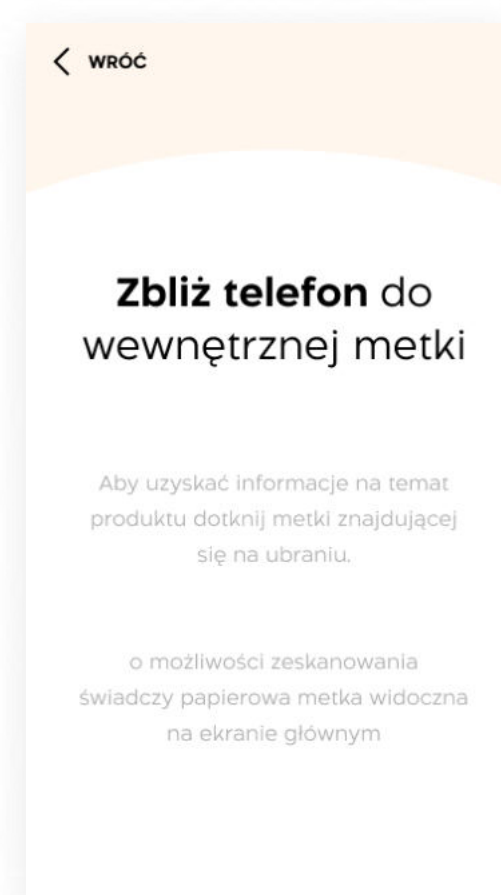 WRÓĆ
Zbliż telefon do
wewnętrznej metki
Aby uzyskać informacje na temat
produktu dotknij metki znajdującej
się na ubraniu.
o możliwości zeskanowania
świadczy papierowa metka widoczna
na ekranie głównym